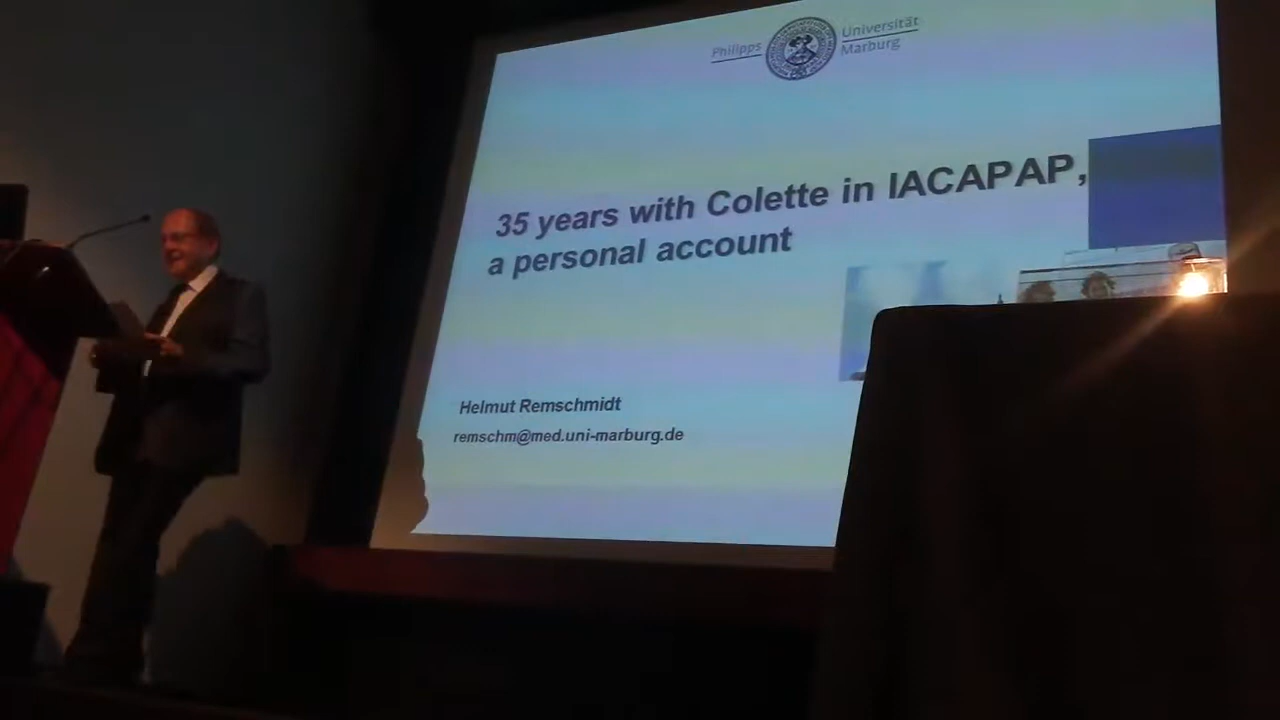 Philipps Universität
Marburg
35 years with Colette in IACAPAP,
a personal account
Helmut Remschmidt
remschm@med.uni-marburg.de